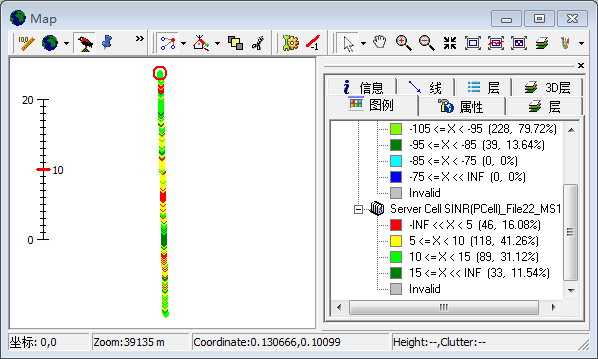 Map
20
10
0
信息
线
层
3D层
图例
属性
层
-105 <= X < -95 (228, 79.72%)
-95 <= X < -85 (39, 13.64%)
-85 <= X < -75 (0, 0%)
-75 <= X << INF (0, 0%)
Invalid
Server Cell SINR(PCell)_File22_MS1
-INF << X < 5 (46, 16.08%)
5 <= X < 10 (118, 41.26%)
10 <= X < 15 (89, 31.12%)
15 <= X << INF (33, 11.54%)
Invalid
坐标: 0,0
Zoom:39135 m
Coordinate:0.130666,0.10099
Height:--,Clutter:--